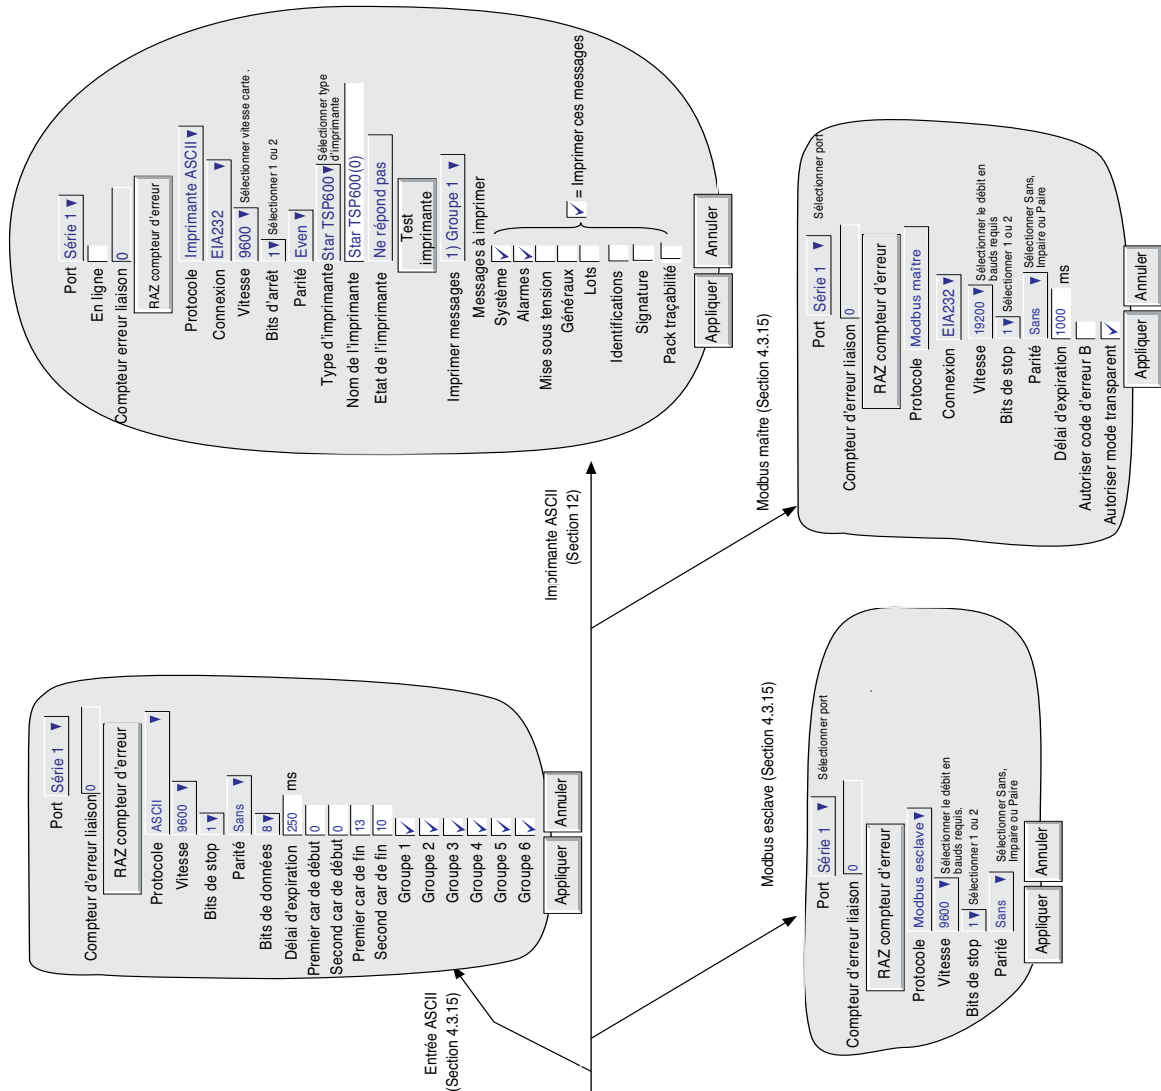 Entrée ASCII
(Section 4.3.15)
Port Série 1
Compteur d'erreur liaison 0
RAZ compteur d'erreur
Protocole ASCII
Vitesse 9600
Bits de stop 1
Parité Sans
Bits de données 8
Délai d'expiration 250 ms
Premier car de début 0
Second car de début 0
Premier car de fin 13
Second car de fin 10
Groupe 1
Groupe 2
Groupe 3
Groupe 4
Groupe 5
Groupe 6
Appliquer Annuler
Imprimante ASCII
(Section 12)
Port Série 1
En ligne
Compteur erreur liaison 0
RAZ compteur d'erreur
Protocole Imprimante ASCII
Connexion EIA232
Vitesse 9600 Sélectionner vitesse carte .
Bits d'arrêt 1 Sélectionner 1 ou 2
Parité Even
Type d'imprimante Star TSP600 Sélectionner type
d'imprimante
Nom de l'imprimante Star TSP600(0)
Etat de l'imprimante Ne répond pas
Test
imprimante
Imprimer messages 1) Groupe 1
Messages à imprimer
Système
Alarmes
Mise sous tension
Généraux
Lots
Identifications
Signature
Pack traçabilité
= Imprimer ces messages
Appliquer Annuler
Modbus esclave (Section 4.3.15)
Port Série 1 Sélectionner port
Compteur d'erreur liaison 0
RAZ compteur d'erreur
Protocole Modbus esclave
Vitesse 9600 Sélectionner le débit en
bauds requis.
Bits de stop 1 Sélectionner 1 ou 2
Parité Sans Sélectionner Sans,
Impaire ou Paire
Appliquer Annuler
Modbus maître (Section 4.3.15)
Port Série 1 Sélectionner port
Compteur d'erreur liaison 0
RAZ compteur d'erreur
Protocole Modbus maître
Connexion EIA232
Vitesse 19200 Sélectionner le débit en
bauds requis
Bits de stop 1 Sélectionner 1 ou 2
Parité Sans Sélectionner Sans,
Impaire ou Paire
Délai d'expiration 1000 ms
Autoriser code d'erreur B
Autoriser mode transparent
Appliquer Annuler